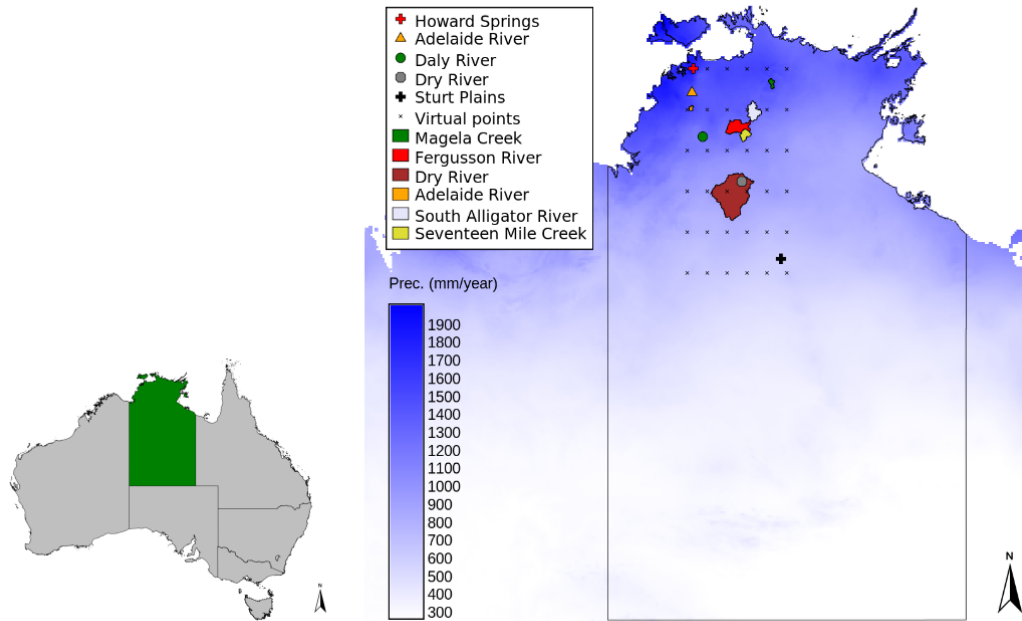 Howard Springs
Adelaide River
Daly River
Dry River
Sturt Plains
Virtual points
Magela Creek
Fergusson River
Dry River
Adelaide River
South Alligator River
Seventeen Mile Creek
Prec. (mm/year)
1900
1800
1700
1600
1500
1400
1300
1200
1100
1000
900
800
700
600
500
400
300
N
N